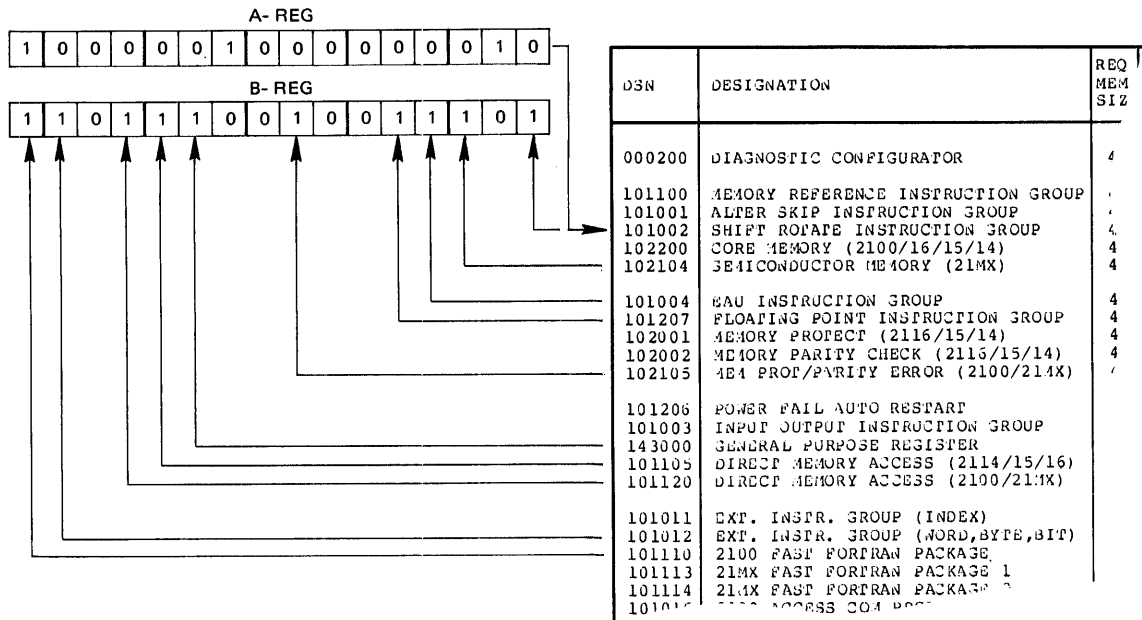 A- REG
1 0 0 0 0 0 1 0 0 0 0 0 0 0 1 0
B- REG
1 1 0 1 1 1 0 0 1 0 0 1 1 1 0 1
DSN DESIGNATION REQ MEM SIZ
000200 DIAGNOSTIC CONFIGURATOR 4
101100 MEMORY REFERENCE INSTRUCTION GROUP
101001 ALTER SKIP INSTRUCTION GROUP
101002 SHIFT ROTATE INSTRUCTION GROUP 4
102200 CORE MEMORY (2100/16/15/14) 4
102104 SEMICONDUCTOR MEMORY (21MX) 4
101004 EAU INSTRUCTION GROUP 4
101207 FLOATING POINT INSTRUCTION GROUP 4
102001 MEMORY PROTECT (2116/15/14) 4
102002 MEMORY PARITY CHECK (2116/15/14) 4
102105 MEM PROT/PARITY ERROR (2100/21MX)
101206 POWER FAIL AUTO RESTART
101003 INPUT OUTPUT INSTRUCTION GROUP
143000 GENERAL PURPOSE REGISTER
101105 DIRECT MEMORY ACCESS (2114/15/16)
101120 DIRECT MEMORY ACCESS (2100/21MX)
101011 EXT. INSTR. GROUP (INDEX)
101012 EXT. INSTR. GROUP (WORD,BYTE,BIT)
101110 2100 FAST FORTRAN PACKAGE
101113 21MX FAST FORTRAN PACKAGE 1
101114 21MX FAST FORTRAN PACKAGE
ACCESS COM